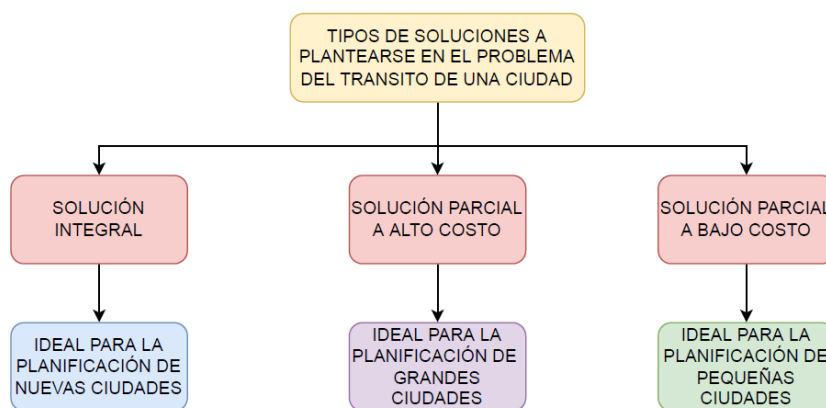 TIPOS DE SOLUCIONES A
PLANTEARSE EN EL PROBLEMA
DEL TRANSITO DE UNA CIUDAD
SOLUCIÓN
INTEGRAL
SOLUCIÓN PARCIAL
A ALTO COSTO
SOLUCIÓN PARCIAL
A BAJO COSTO
IDEAL PARA LA
PLANIFICACIÓN DE
NUEVAS CIUDADES
IDEAL PARA LA
PLANIFICACIÓN DE
GRANDES
CIUDADES
IDEAL PARA LA
PLANIFICACIÓN DE
PEQUEÑAS
CIUDADES